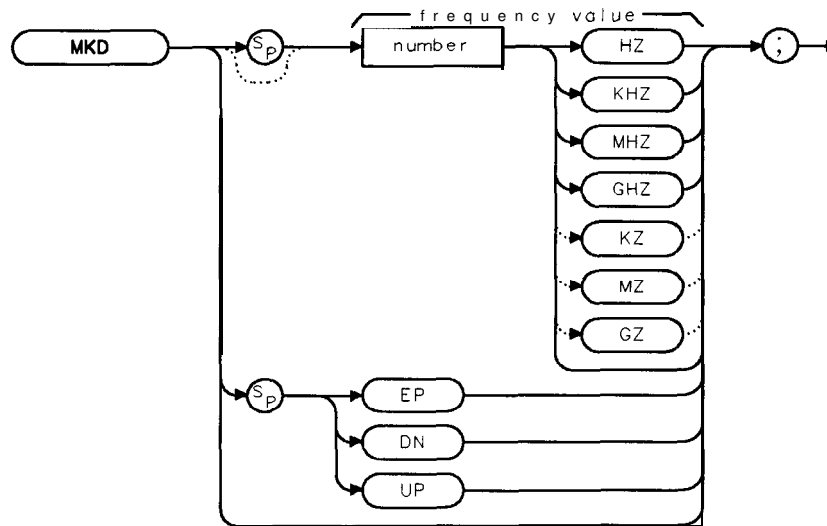 frequency value
MKD
SP
number
HZ
;
KHZ
MHZ
GHZ
KZ
MZ
GZ
SP
EP
DN
UP